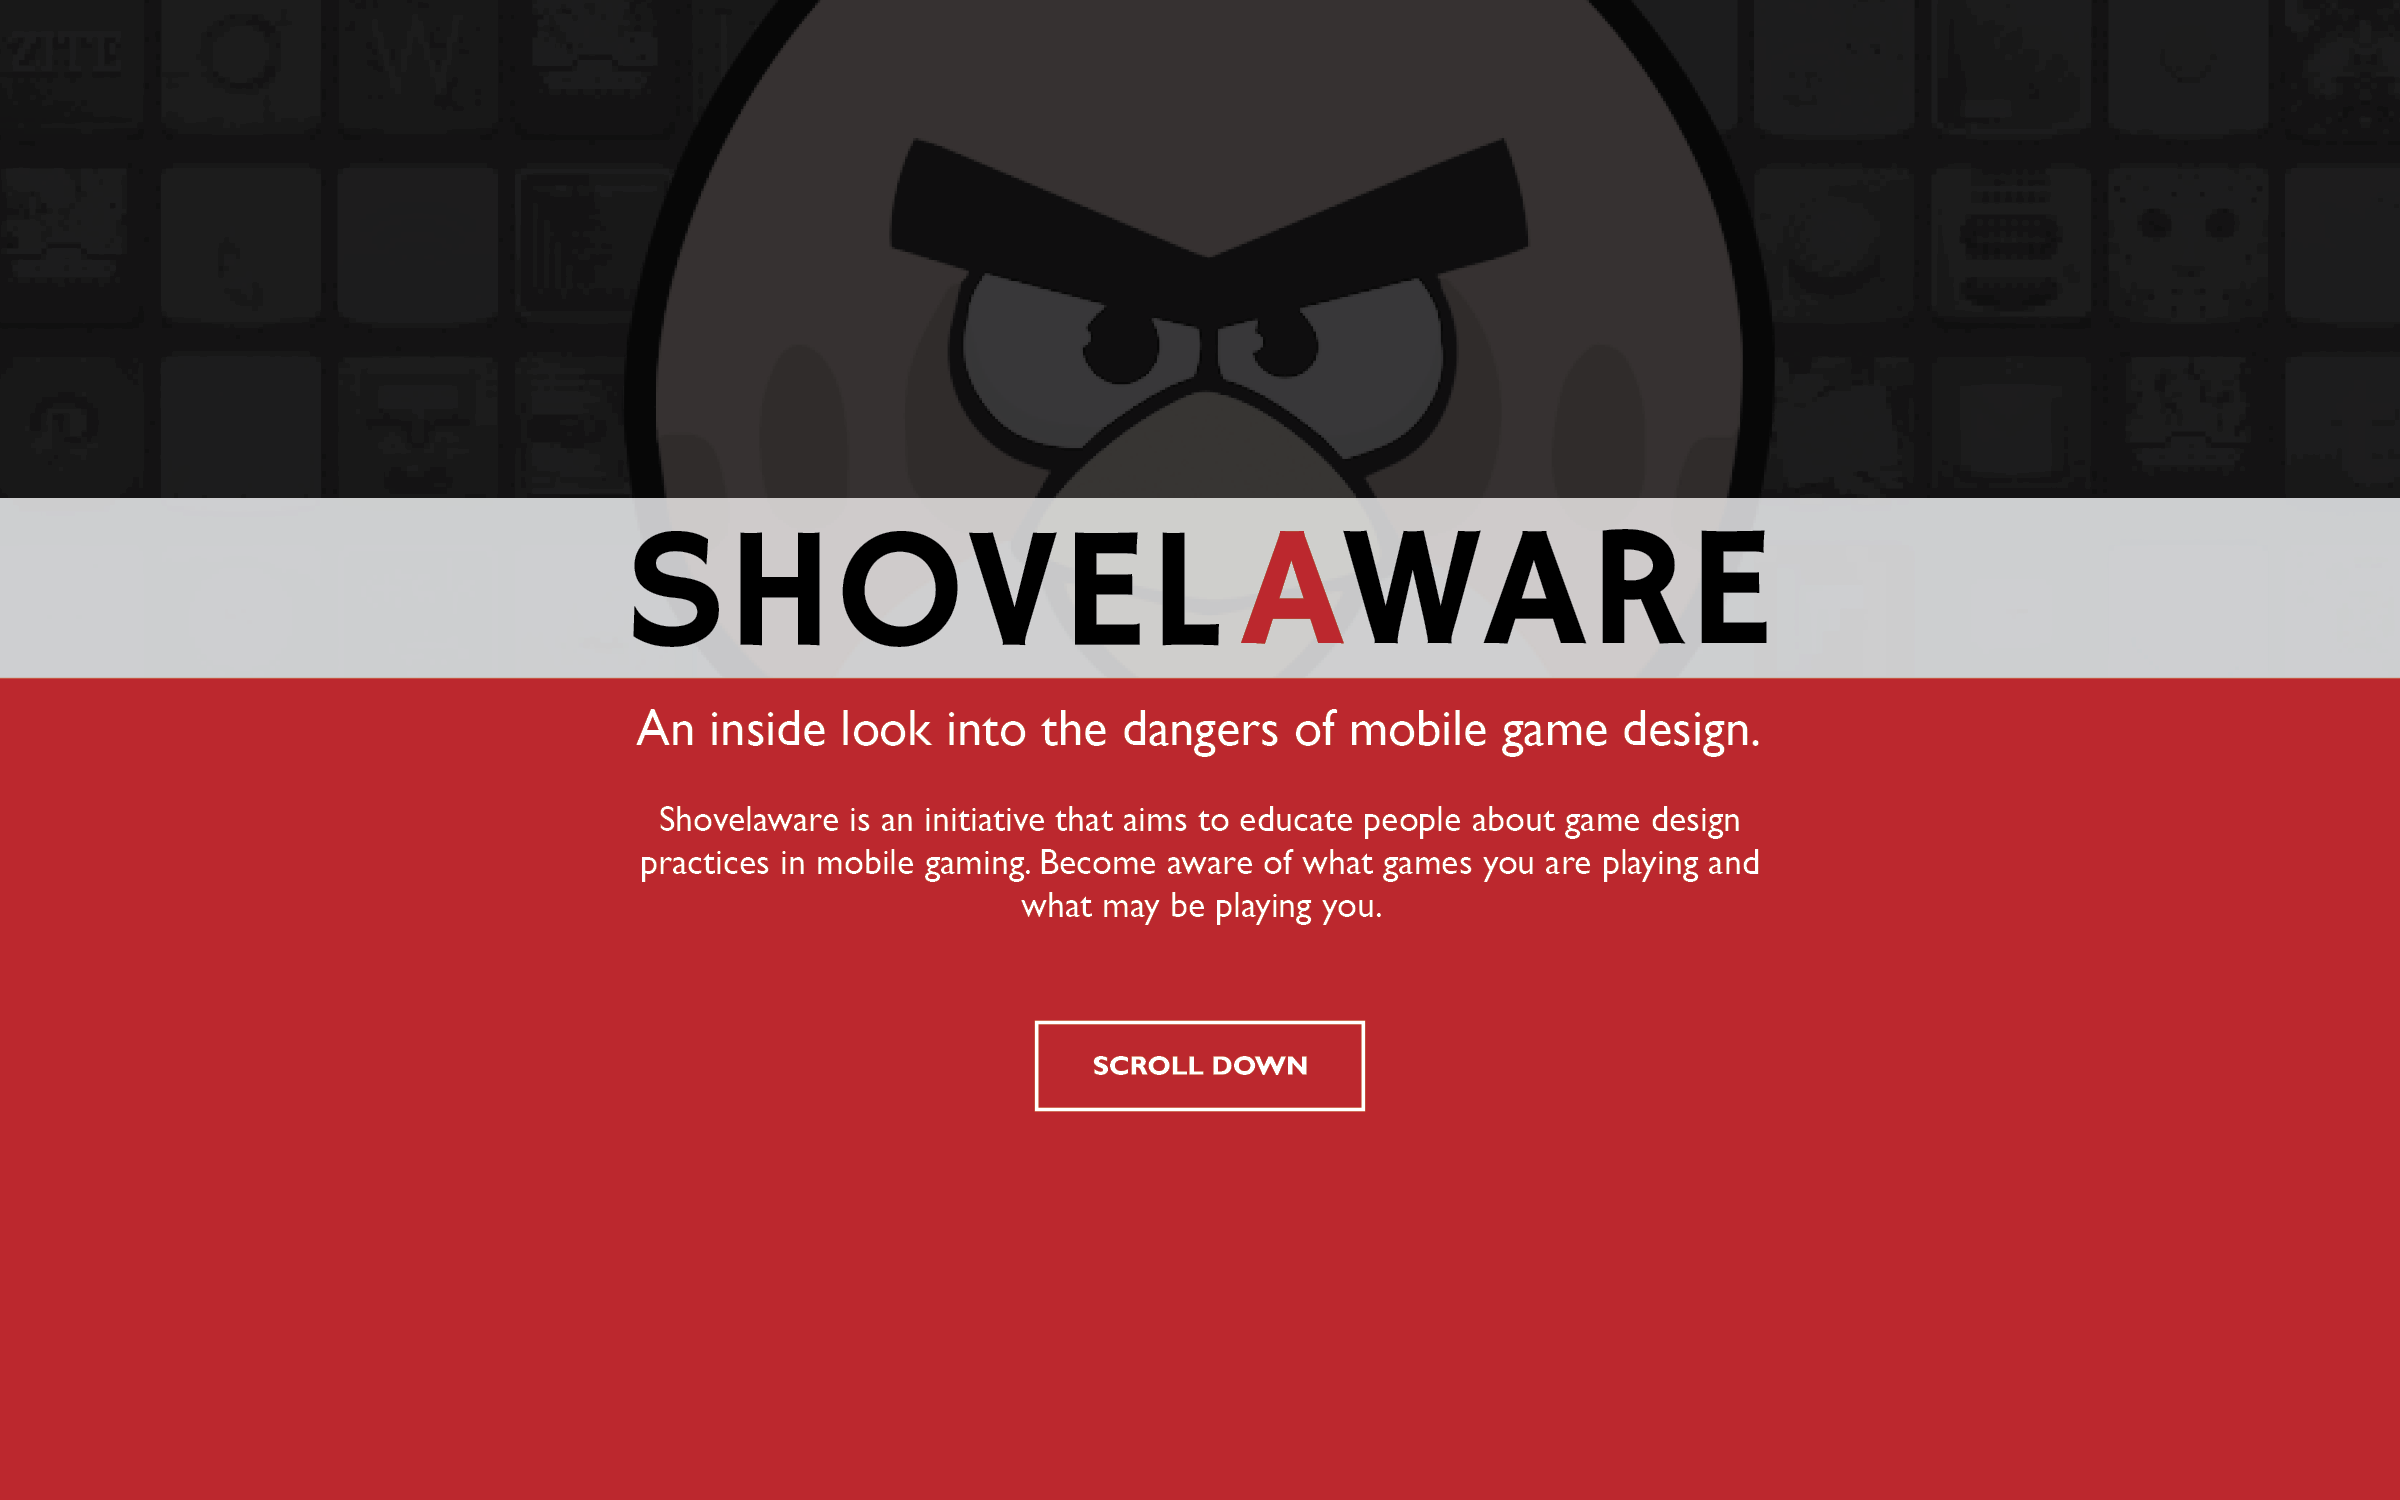 ZITE
SHOVELAWARE
An inside look into the dangers of mobile game design.
Shovelaware is an initiative that aims to educate people about game design
practices in mobile gaming. Become aware of what games you are playing and
what may be playing you.
SCROLL DOWN